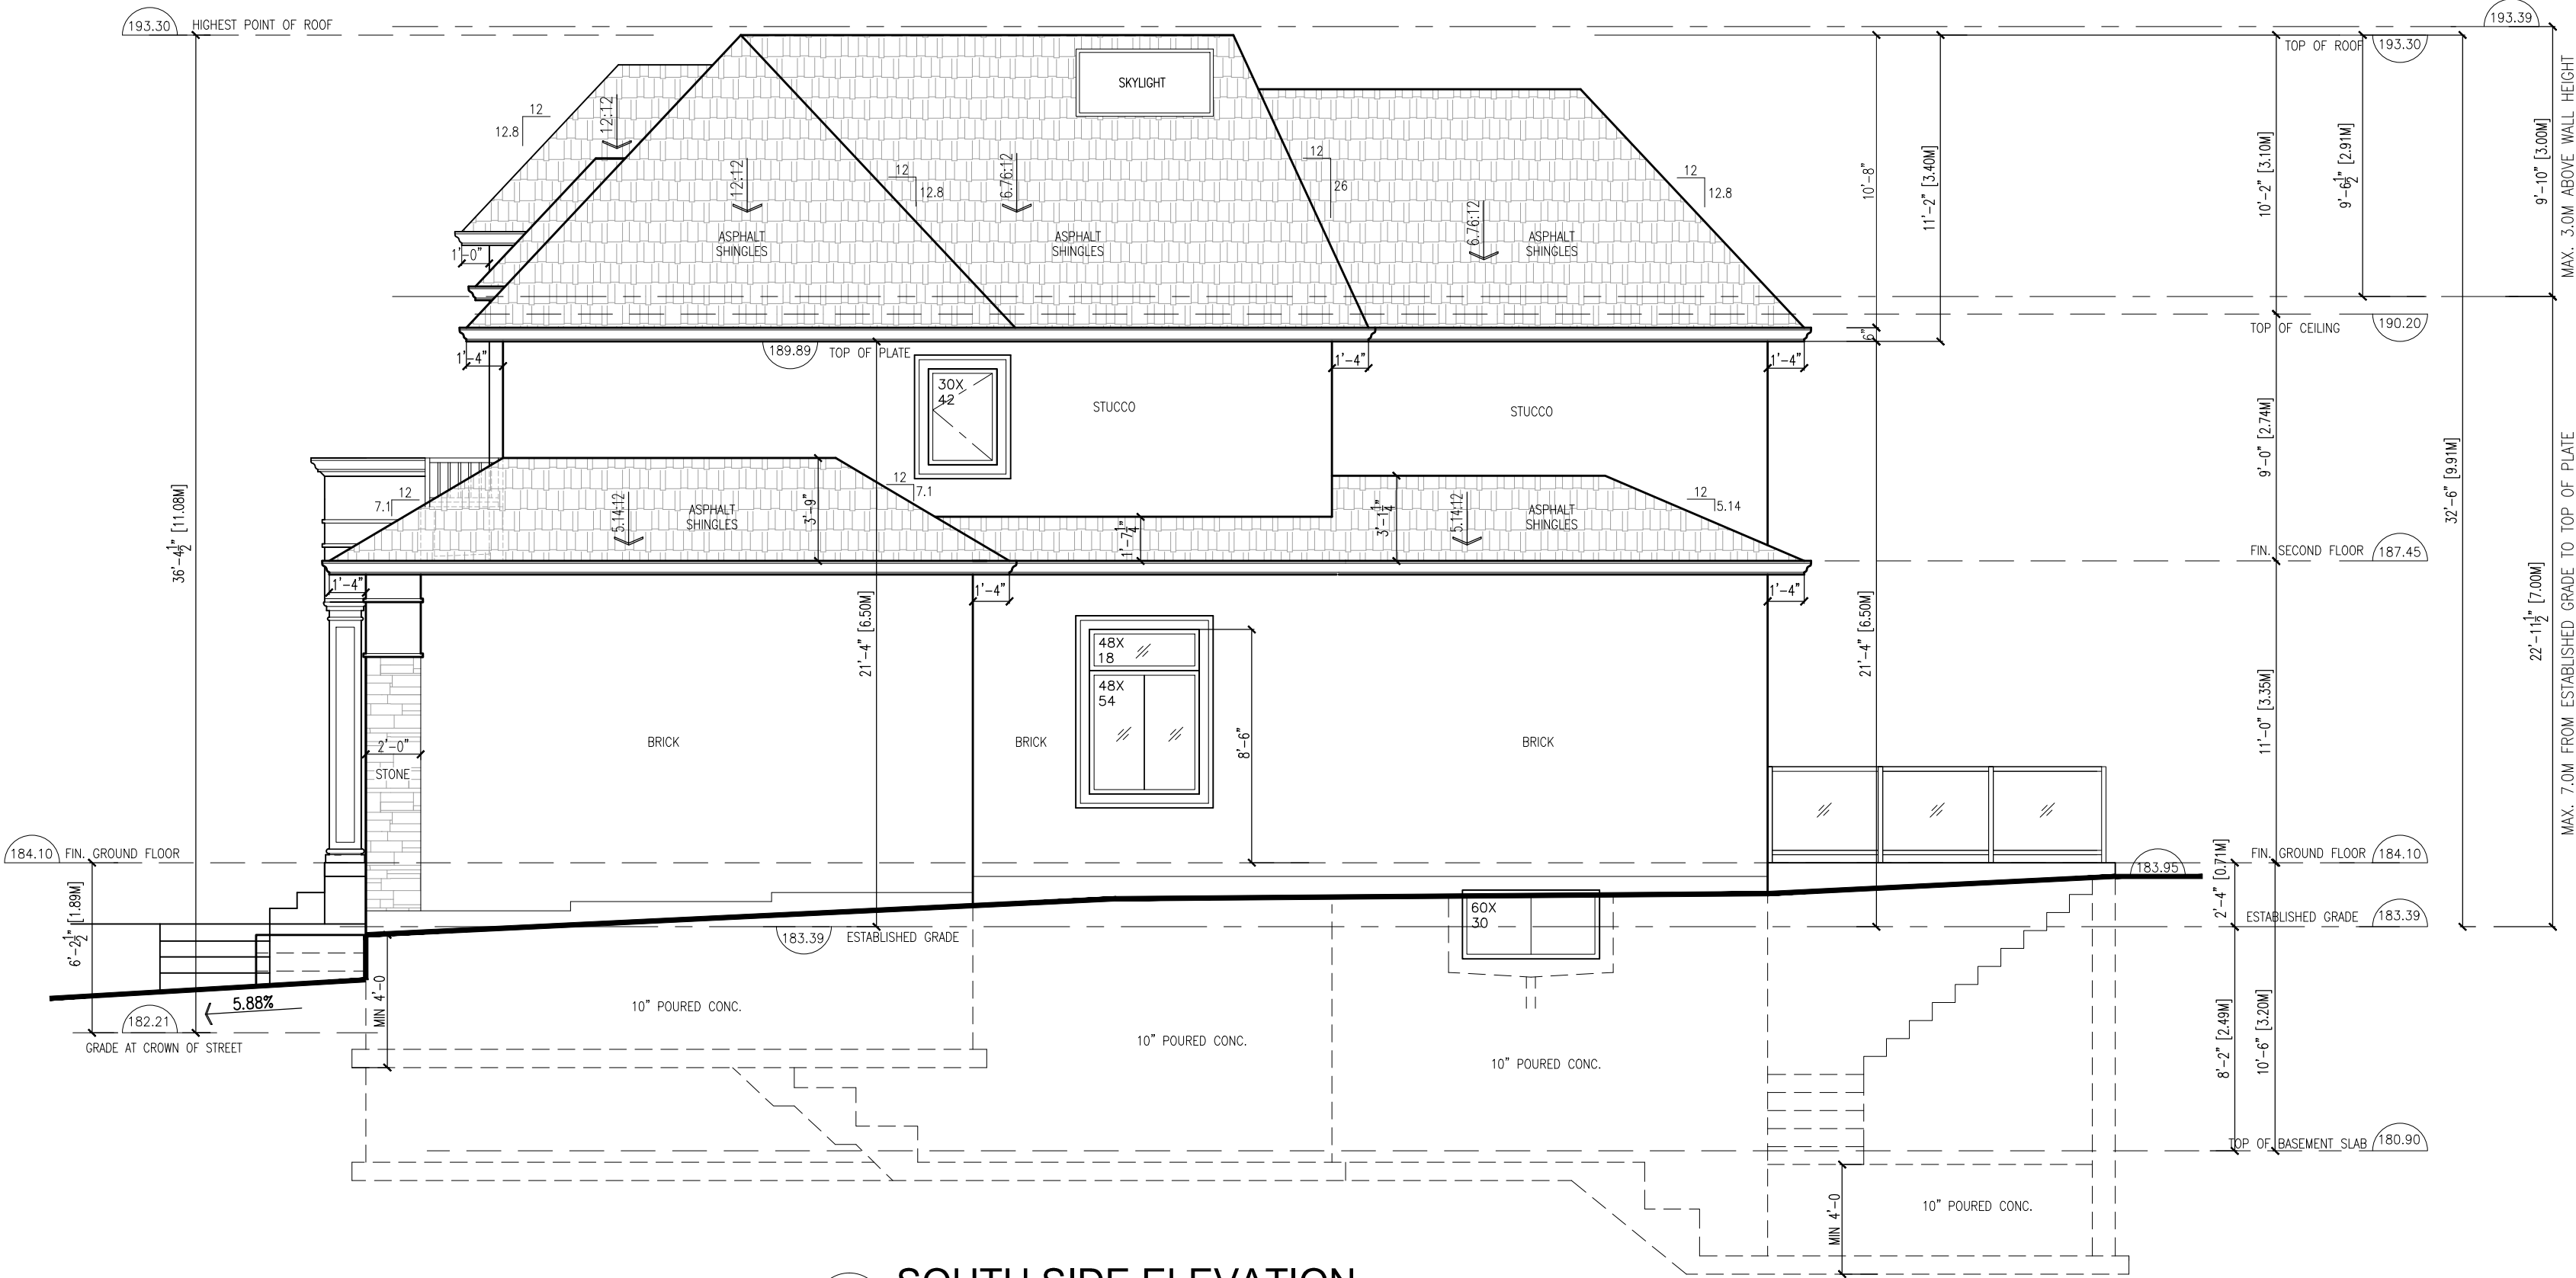 193.30 HIGHEST POINT OF ROOF
193.39
TOP OF ROOF 193.30
SKYLIGHT
12
12.8
12:12
12:12
12
12.8
6.76:12
12
26
6.76:12
12
12.8
ASPHALT
SHINGLES
ASPHALT
SHINGLES
ASPHALT
SHINGLES
1'-0"
10'-8"
11'-2" [3.40M]
10'-2" [3.10M]
9'-6 1/2" [2.91M]
9'-10" [3.00M]
MAX. 3.0M ABOVE WALL HEIGHT
TOP OF CEILING 190.20
6"
189.89 TOP OF PLATE
1'-4"
1'-4"
1'-4"
30X
42
STUCCO
STUCCO
9'-0" [2.74M]
32'-6" [9.91M]
36'-4 1/2" [11.08M]
12
7.1
5.14:12
ASPHALT
SHINGLES
3'-9"
12
7.1
1'-7 1/4"
3'-1 1/4"
5.14:12
ASPHALT
SHINGLES
12
5.14
FIN. SECOND FLOOR 187.45
1'-4"
1'-4"
1'-4"
21'-4" [6.50M]
21'-4" [6.50M]
22'-11 1/2" [7.00M]
MAX. 7.0M FROM ESTABLISHED GRADE TO TOP OF PLATE
48X
18
48X
54
8'-6"
11'-0" [3.35M]
2'-0"
STONE
BRICK
BRICK
BRICK
184.10 FIN. GROUND FLOOR
FIN. GROUND FLOOR 184.10
183.95
2'-4" [0.71M]
6'-2 1/2" [1.89M]
60X
30
183.39 ESTABLISHED GRADE
ESTABLISHED GRADE 183.39
5.88%
182.21
GRADE AT CROWN OF STREET
MIN 4'-0
10" POURED CONC.
10" POURED CONC.
10" POURED CONC.
8'-2" [2.49M]
10'-6" [3.20M]
TOP OF BASEMENT SLAB 180.90
MIN 4'-0
10" POURED CONC.
SOUTH SIDE ELEVATION